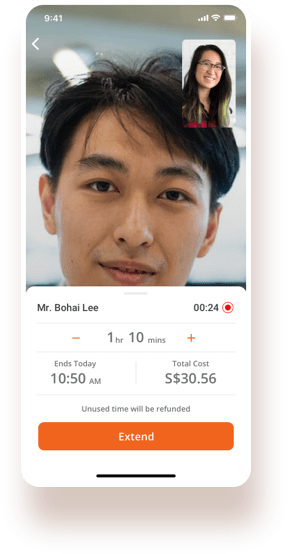 9:41
Mr. Bohai Lee 00:24
− 1 hr 10 mins +
Ends Today Total Cost
10:50 AM S$30.56
Unused time will be refunded
Extend